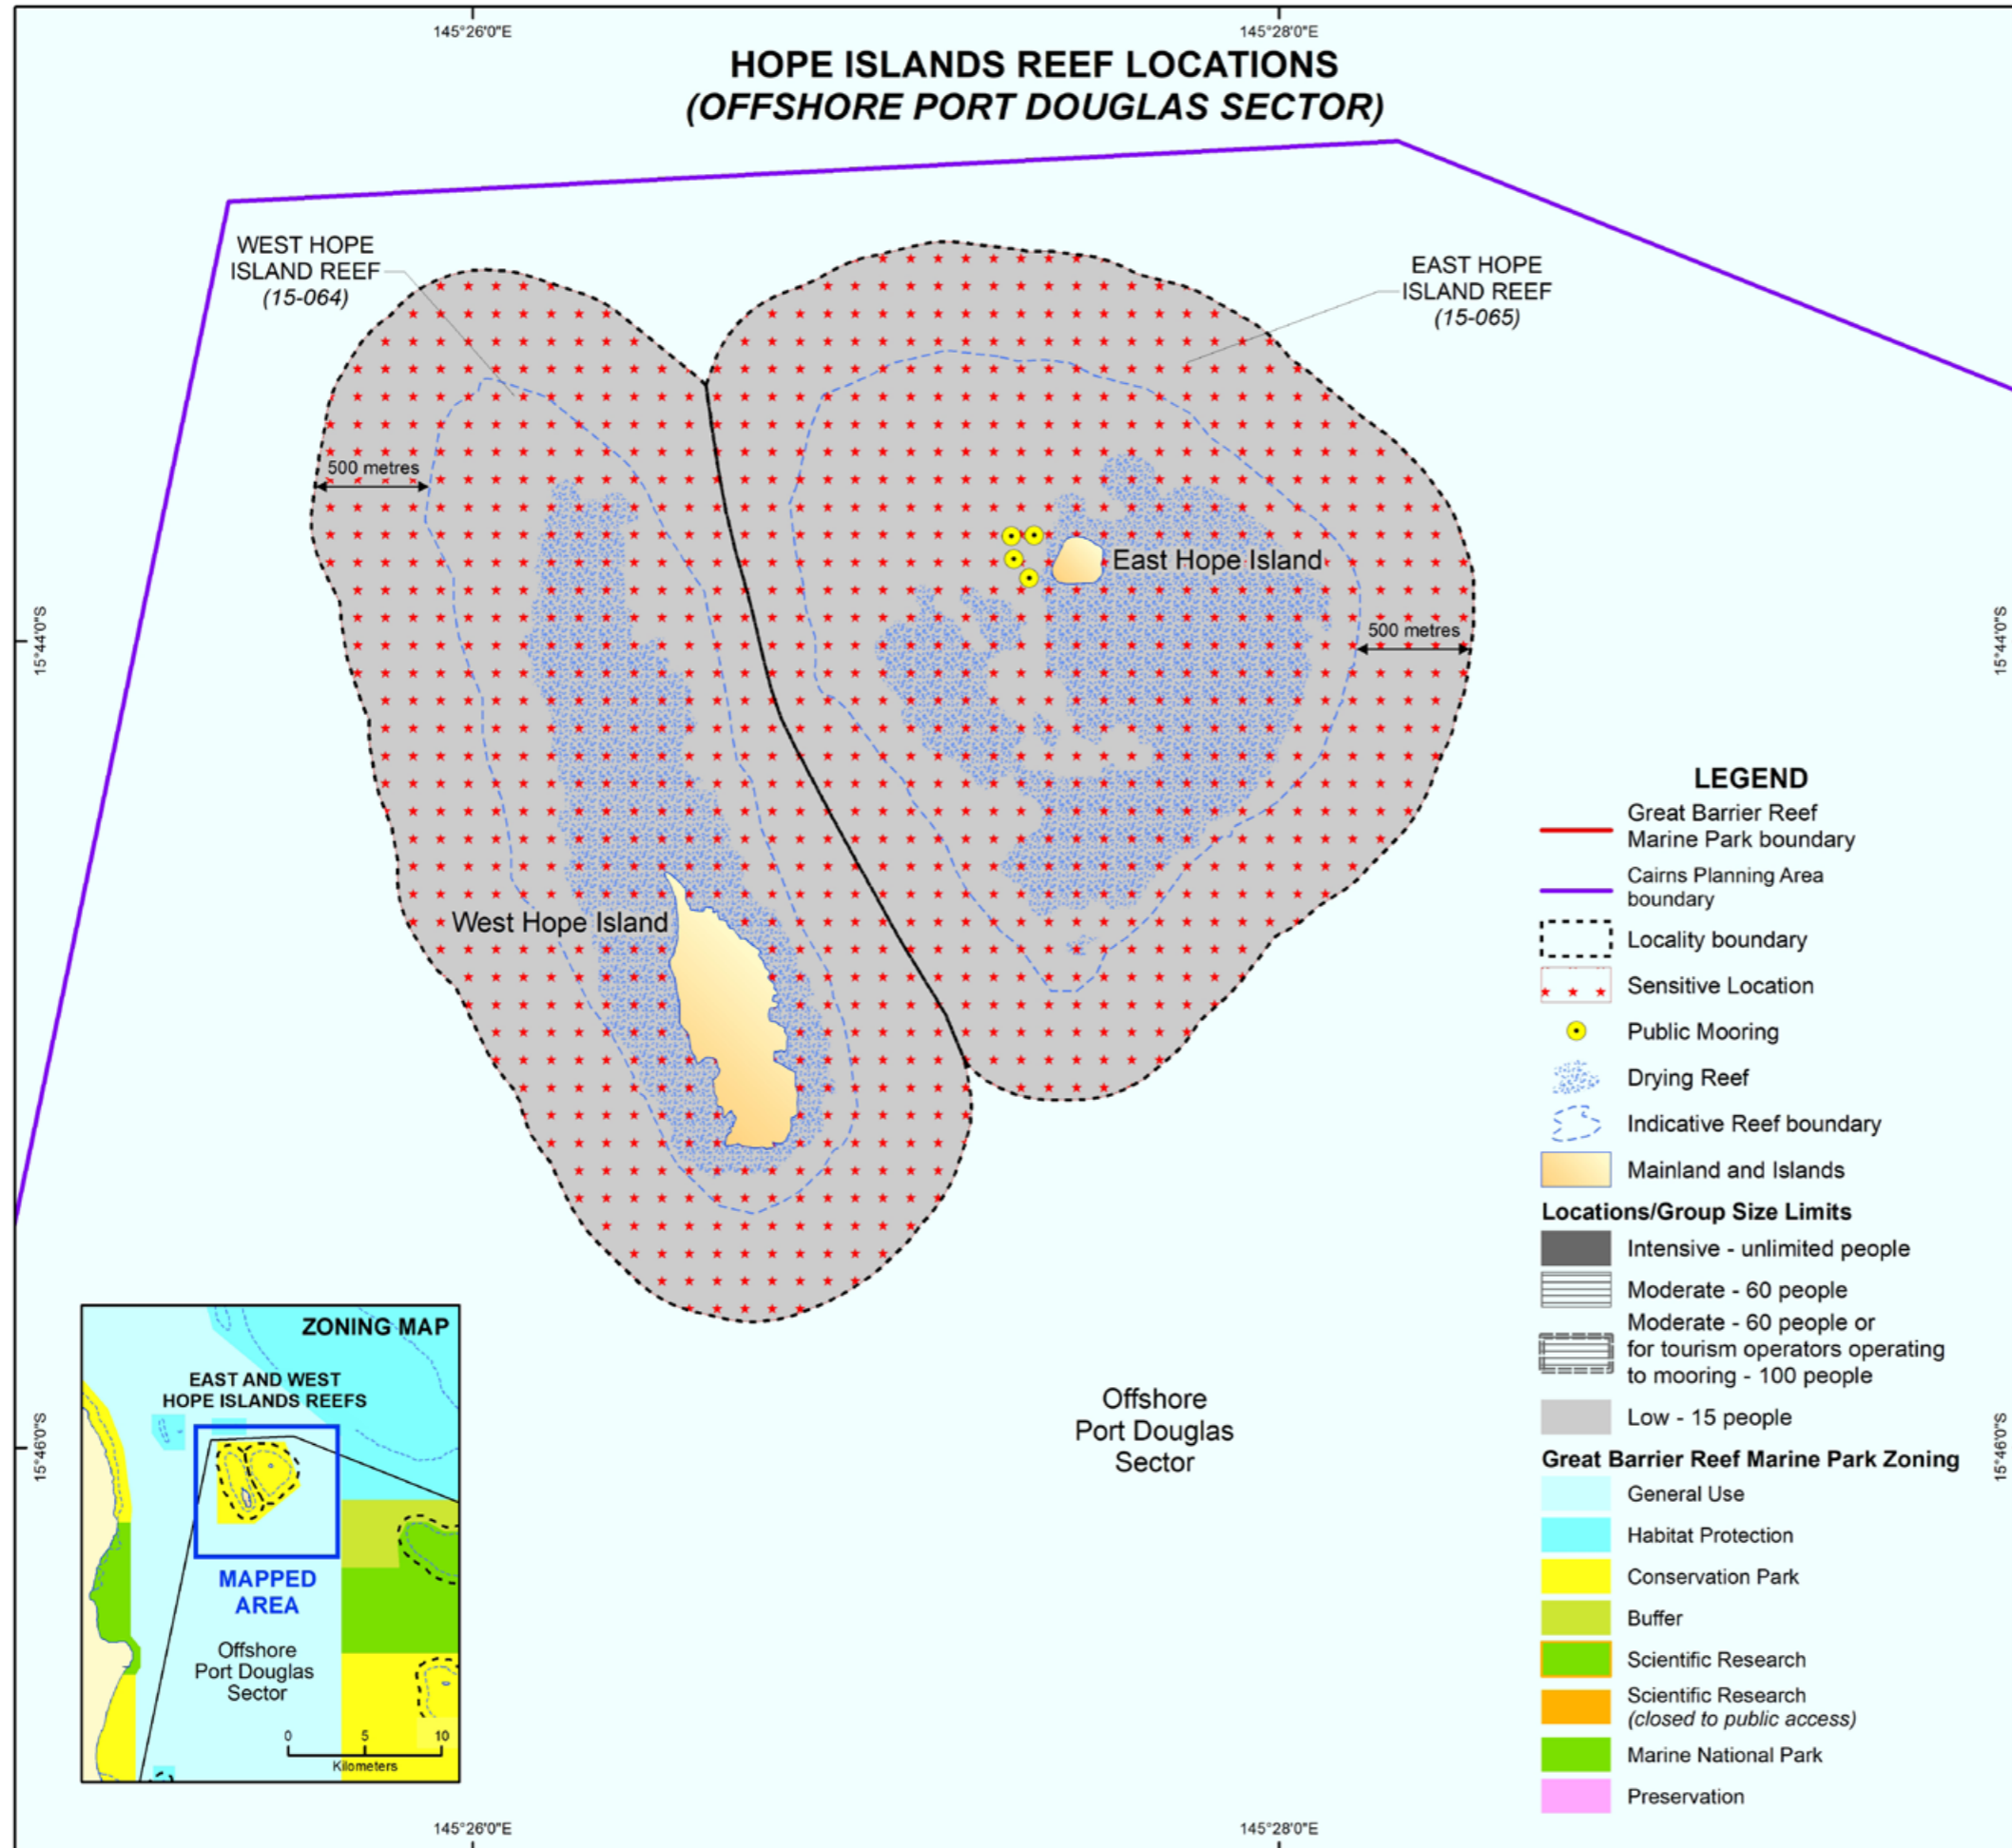 145°26'0"E
145°28'0"E
HOPE ISLANDS REEF LOCATIONS
(OFFSHORE PORT DOUGLAS SECTOR)
WEST HOPE
ISLAND REEF
(15-064)
EAST HOPE
ISLAND REEF
(15-065)
500 metres
East Hope Island
15°44'0"S
500 metres
15°44'0"S
West Hope Island
LEGEND
Great Barrier Reef
Marine Park boundary
Cairns Planning Area
boundary
Locality boundary
Sensitive Location
Public Mooring
Drying Reef
Indicative Reef boundary
Mainland and Islands
Locations/Group Size Limits
Intensive - unlimited people
Moderate - 60 people
Moderate - 60 people or
for tourism operators operating
to mooring - 100 people
Low - 15 people
Great Barrier Reef Marine Park Zoning
General Use
Habitat Protection
Conservation Park
Buffer
Scientific Research
Scientific Research
(closed to public access)
Marine National Park
Preservation
Offshore
Port Douglas
Sector
15°46'0"S
15°46'0"S
ZONING MAP
EAST AND WEST
HOPE ISLANDS REEFS
MAPPED
AREA
Offshore
Port Douglas
Sector
0 5 10
Kilometers
145°26'0"E
145°28'0"E